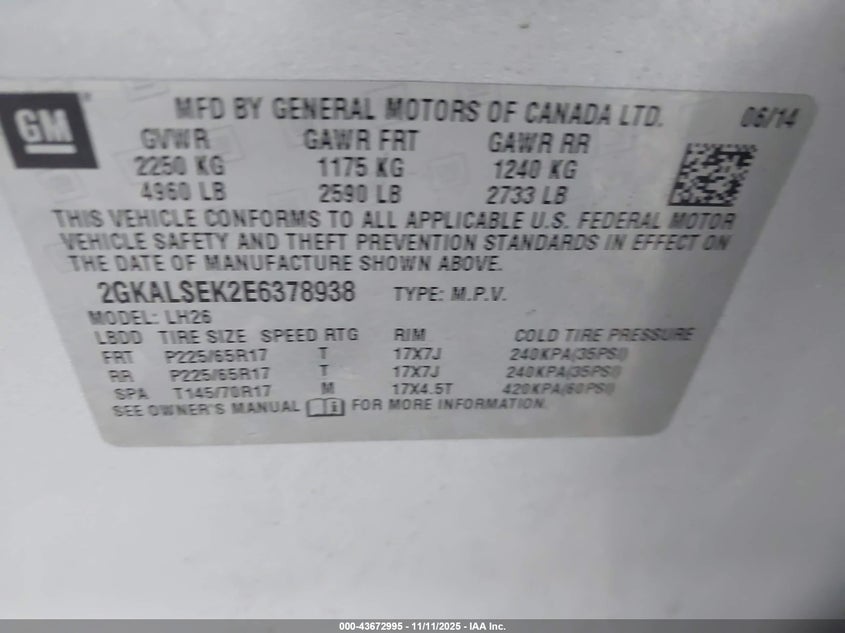 GM
MFD BY GENERAL MOTORS OF CANADA LTD. 06/14
GVWR GAWR FRT GAWR RR
2250 KG 1175 KG 1240 KG
4960 LB 2590 LB 2733 LB
THIS VEHICLE CONFORMS TO ALL APPLICABLE U.S. FEDERAL MOTOR
VEHICLE SAFETY AND THEFT PREVENTION STANDARDS IN EFFECT ON
THE DATE OF MANUFACTURE SHOWN ABOVE.
2GKALSEK2E6378938 TYPE: M.P.V.
MODEL: LH26
LBDD TIRE SIZE SPEED RTG RIM COLD TIRE PRESSURE
FRT P225/65R17 T 17X7J 240KPA(35PSI)
RR P225/65R17 T 17X7J 240KPA(35PSI)
SPA T145/70R17 M 17X4.5T 420KPA(60PSI)
SEE OWNER'S MANUAL FOR MORE INFORMATION.
000-43672995 - 11/11/2025 - IAA Inc.